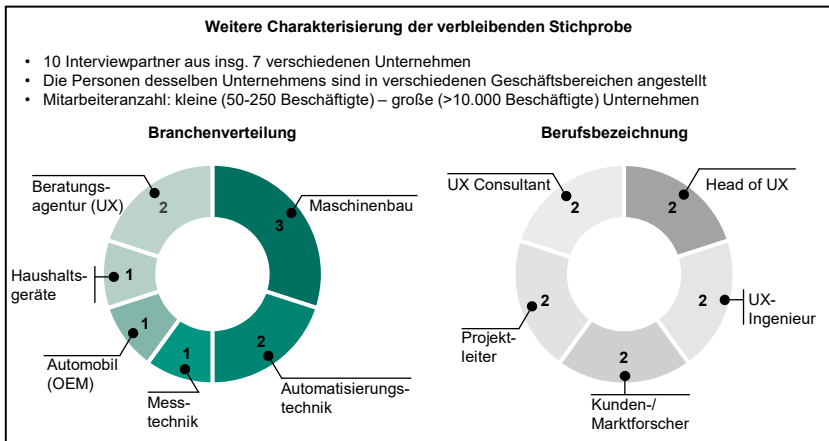 Weitere Charakterisierung der verbleibenden Stichprobe
• 10 Interviewpartner aus insg. 7 verschiedenen Unternehmen
• Die Personen desselben Unternehmens sind in verschiedenen Geschäftsbereichen angestellt
• Mitarbeiteranzahl: kleine (50-250 Beschäftigte) – große (>10.000 Beschäftigte) Unternehmen
Branchenverteilung
Beratungs-
agentur (UX)
2
3
Maschinenbau
Haushalts-
geräte
1
Automobil
(OEM)
1
Mess-
technik
1
2
Automatisierungs-
technik
Berufsbezeichnung
UX Consultant
2
2
Head of UX
2
UX-
Ingenieur
Projekt-
leiter
2
2
Kunden-/
Marktforscher